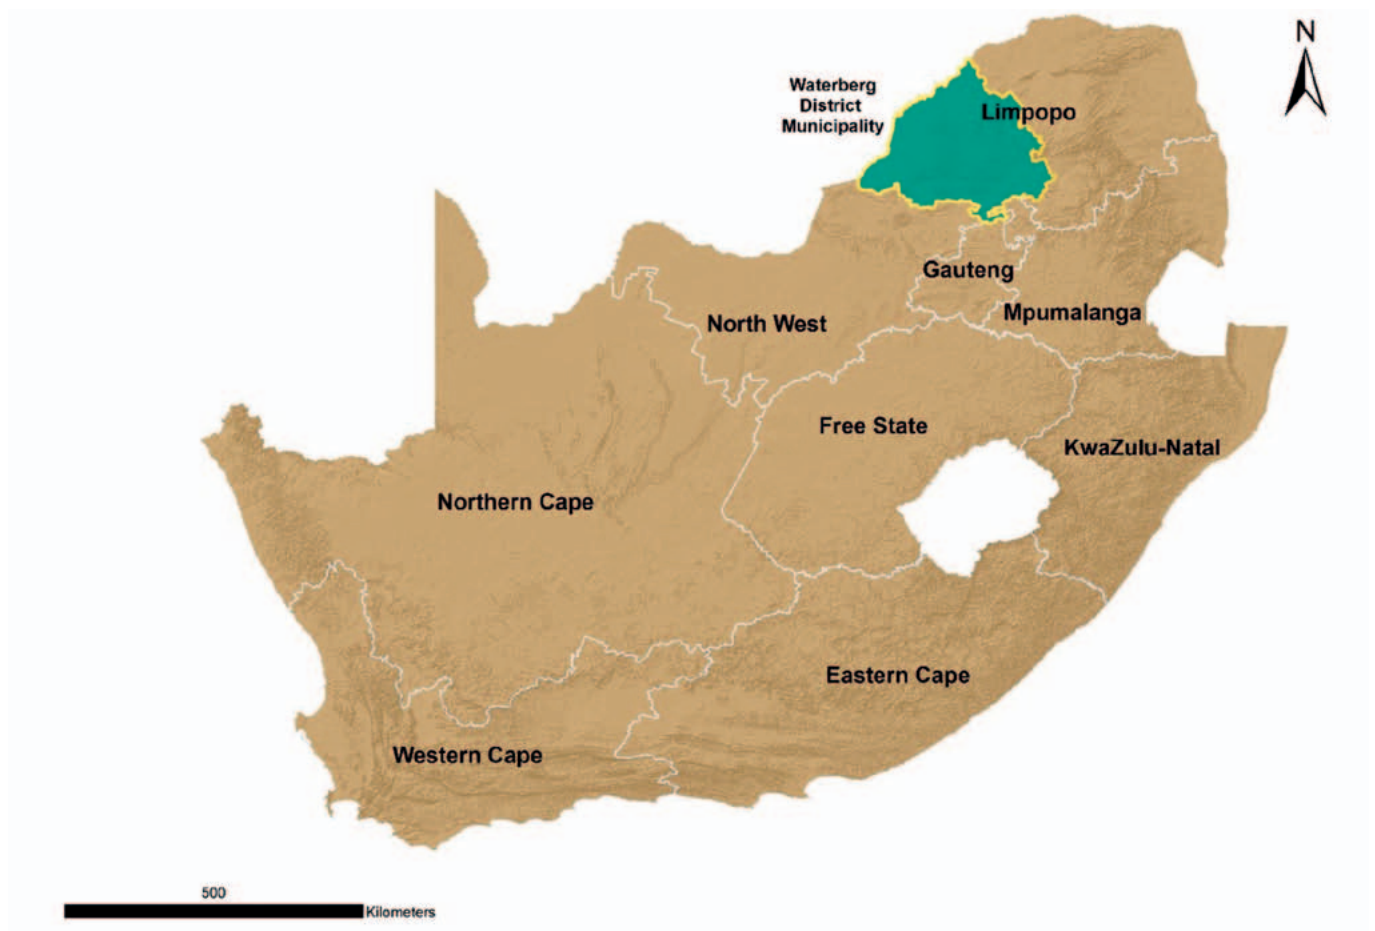 N
Waterberg
District
Municipality
Limpopo
Gauteng
Mpumalanga
North West
Free State
KwaZulu-Natal
Northern Cape
Eastern Cape
Western Cape
500
Kilometers